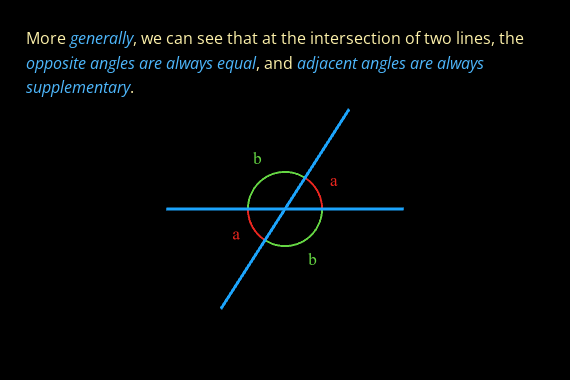 More generally, we can see that at the intersection of two lines, the
opposite angles are always equal, and adjacent angles are always
supplementary.
b
a
a
b